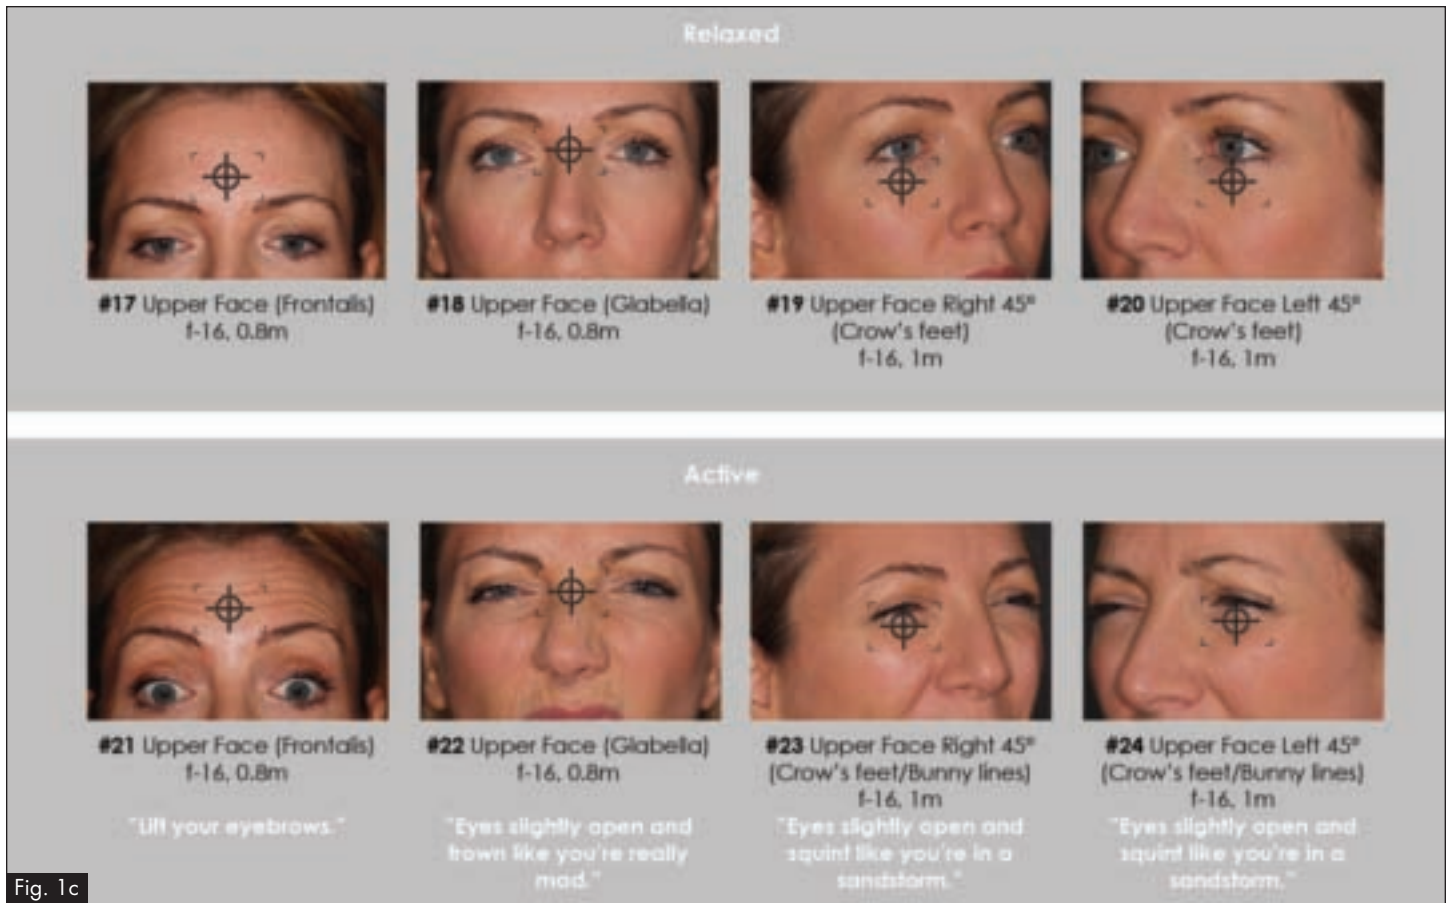 Relaxed
#17 Upper Face (Frontalis)
f-16, 0.8m
#18 Upper Face (Glabella)
f-16, 0.8m
#19 Upper Face Right 45°
(Crow's feet)
f-16, 1m
#20 Upper Face Left 45°
(Crow's feet)
f-16, 1m
Active
#21 Upper Face (Frontalis)
f-16, 0.8m
"Lift your eyebrows."
#22 Upper Face (Glabella)
f-16, 0.8m
"Eyes slightly open and
frown like you're really
mad."
#23 Upper Face Right 45°
(Crow's feet/Bunny lines)
f-16, 1m
"Eyes slightly open and
squint like you're in a
sandstorm."
#24 Upper Face Left 45°
(Crow's feet/Bunny lines)
f-16, 1m
"Eyes slightly open and
squint like you're in a
sandstorm."
Fig. 1c